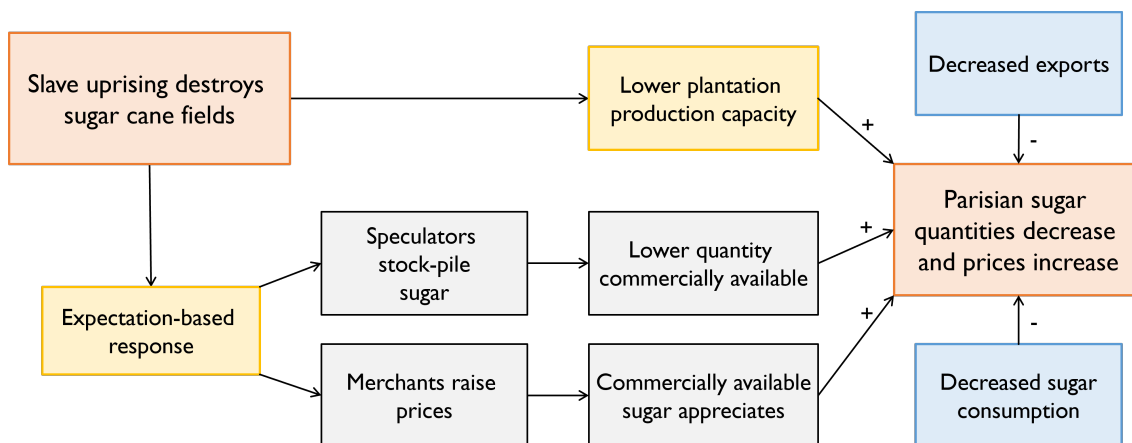 Slave uprising destroys
sugar cane fields
Lower plantation
production capacity
Decreased exports
+
-
Parisian sugar
quantities decrease
and prices increase
Speculators
stock-pile
sugar
Lower quantity
commercially available
+
Expectation-based
response
+
-
Merchants raise
prices
Commercially available
sugar appreciates
Decreased sugar
consumption